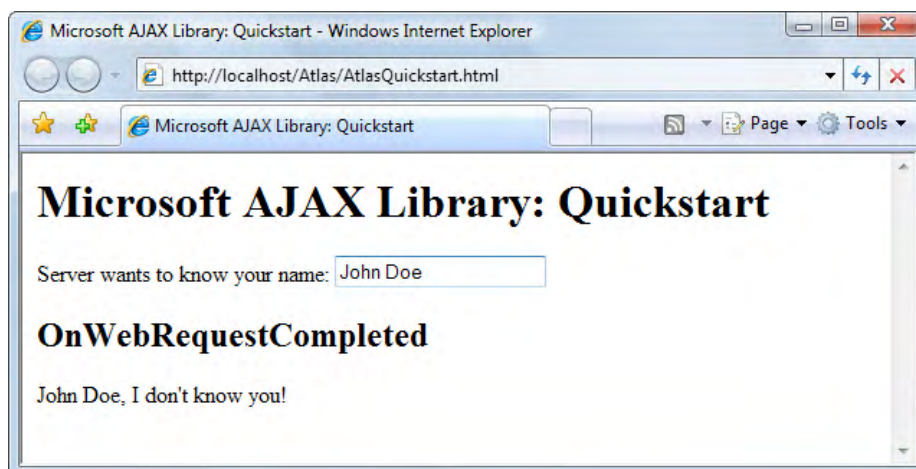 Microsoft AJAX Library: Quickstart - Windows Internet Explorer
http://localhost/Atlas/AtlasQuickstart.html
Microsoft AJAX Library: Quickstart
Page
Tools
Microsoft AJAX Library: Quickstart
Server wants to know your name: John Doe
OnWebRequestCompleted
John Doe, I don't know you!